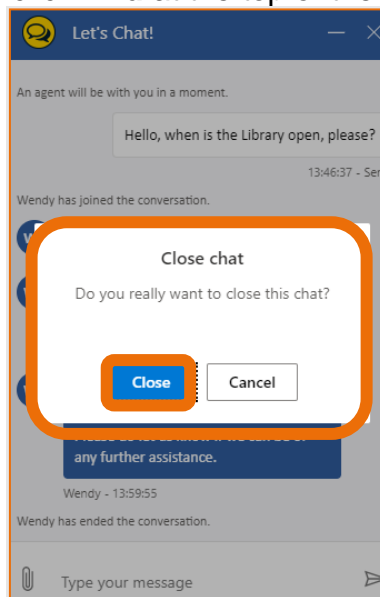 Let's Chat!
An agent will be with you in a moment.
Hello, when is the Library open, please?
13:46:37 - Ser
Wendy has joined the conversation.
Close chat
Do you really want to close this chat?
Close Cancel
any further assistance.
Wendy - 13:59:55
Wendy has ended the conversation.
Type your message